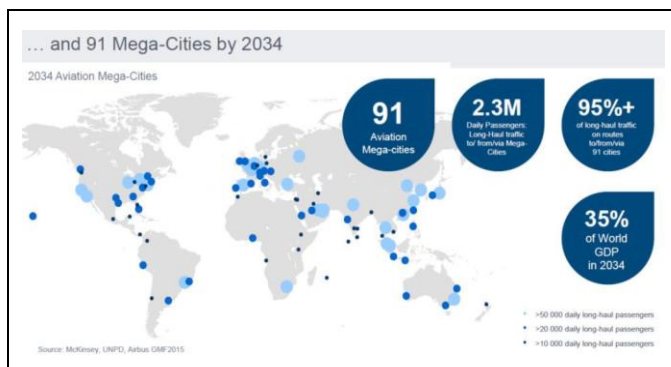 ... and 91 Mega-Cities by 2034
2034 Aviation Mega-Cities
91
Aviation
Mega-cities
2.3M
Daily Passengers:
Long-Haul traffic
to/ from/via Mega-
Cities
95%+
of long-haul traffic
on routes
to/from/via
91 cities
35%
of World
GDP
in 2034
>50 000 daily long-haul passengers
>20 000 daily long-haul passengers
>10 000 daily long-haul passengers
Source: McKinsey, UNPD, Airbus GMF2015